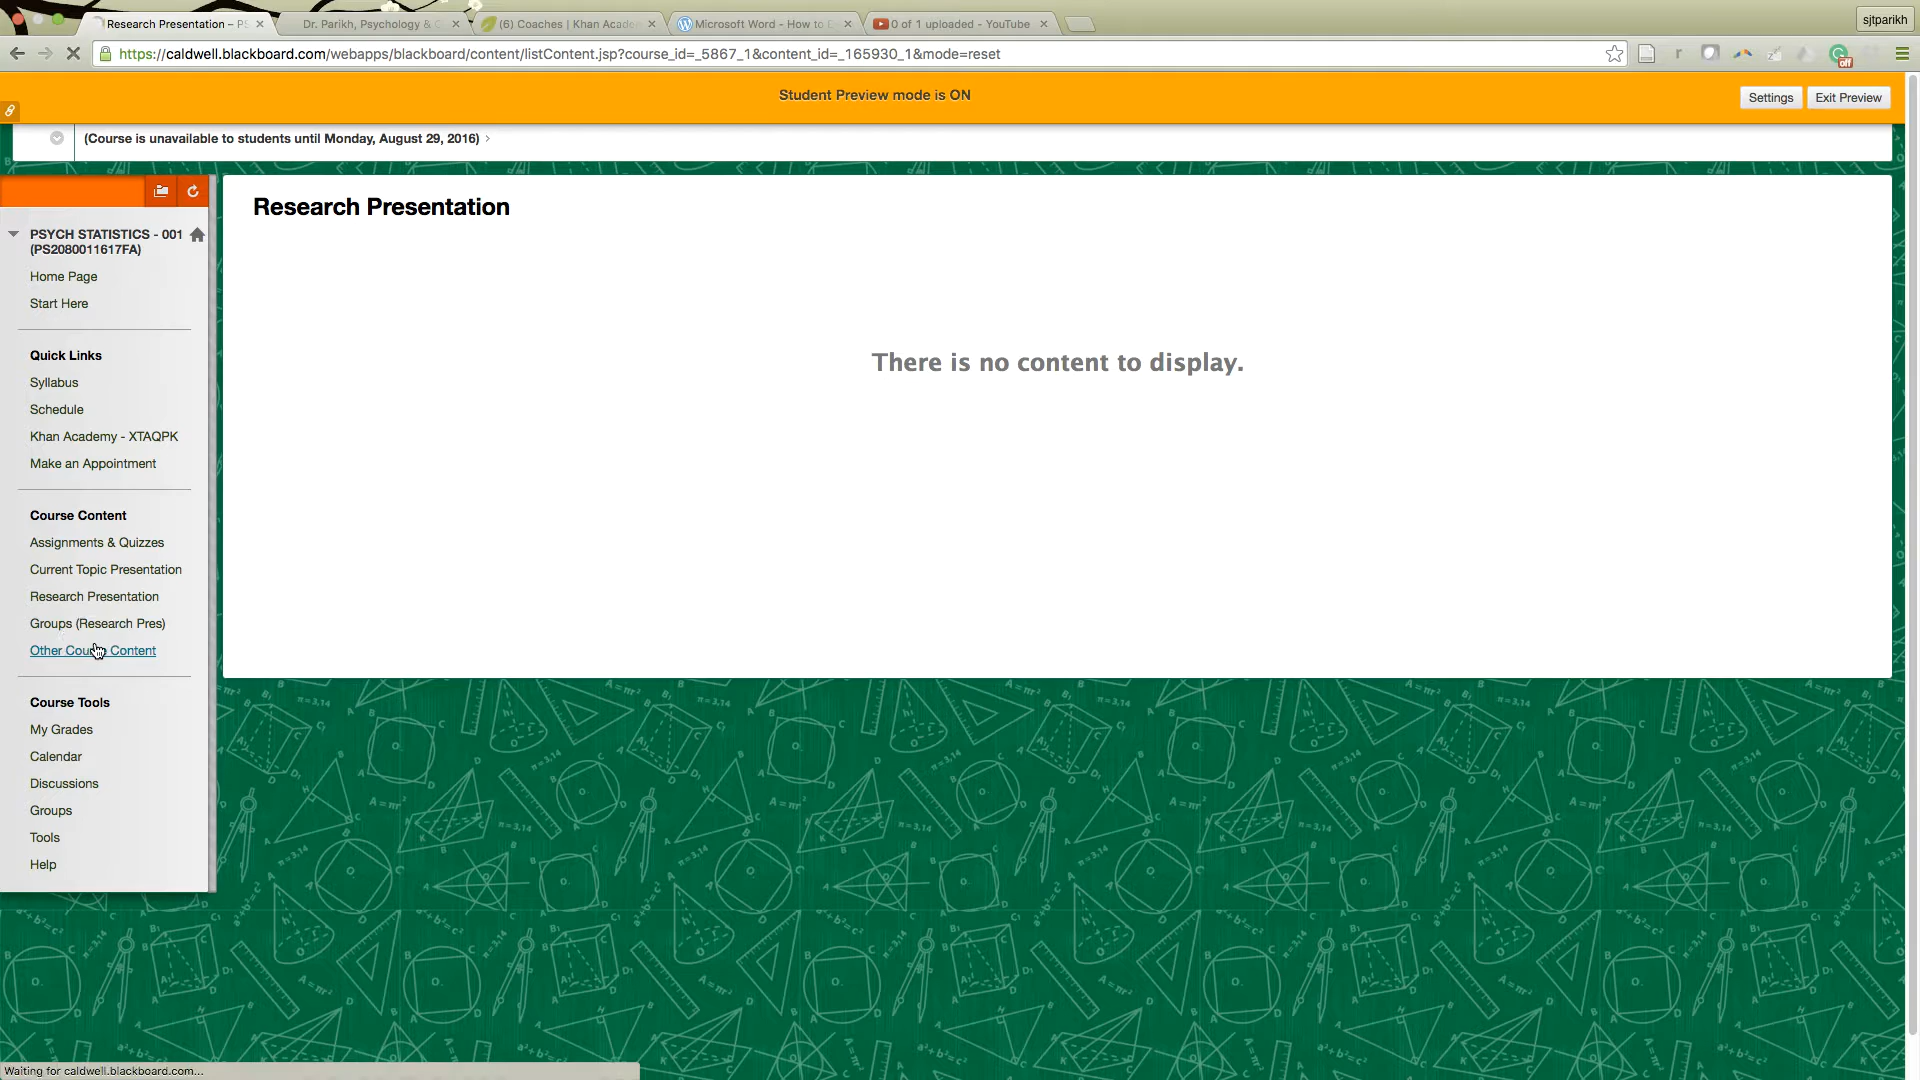 Research Presentation – PS
Dr. Parikh, Psychology & C
(6) Coaches | Khan Academ
Microsoft Word - How to D
0 of 1 uploaded - YouTube
sjtparikh
https://caldwell.blackboard.com/webapps/blackboard/content/listContent.jsp?course_id=_5867_1&content_id=_165930_1&mode=reset
off
Student Preview mode is ON
Settings
Exit Preview
(Course is unavailable to students until Monday, August 29, 2016)
Research Presentation
There is no content to display.
PSYCH STATISTICS - 001
(PS2080011617FA)
Home Page
Start Here
Quick Links
Syllabus
Schedule
Khan Academy - XTAQPK
Make an Appointment
Course Content
Assignments & Quizzes
Current Topic Presentation
Research Presentation
Groups (Research Pres)
Other Course Content
Course Tools
My Grades
Calendar
Discussions
Groups
Tools
Help
Waiting for caldwell.blackboard.com...